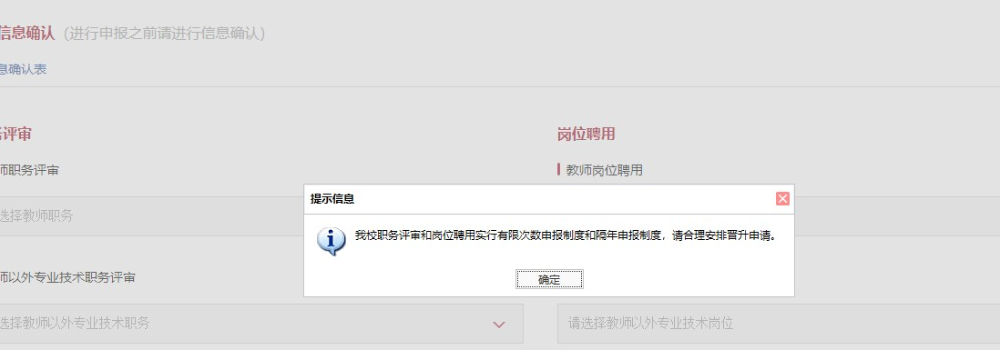 信息确认 (进行申报之前请进行信息确认)
息确认表
务评审
岗位聘用
师职务评审
教师岗位聘用
选择教师职务
提示信息
我校职务评审和岗位聘用实行有限次数申报制度和隔年申报制度，请合理安排晋升申请。
确定
师以外专业技术职务评审
选择教师以外专业技术职务
请选择教师以外专业技术岗位